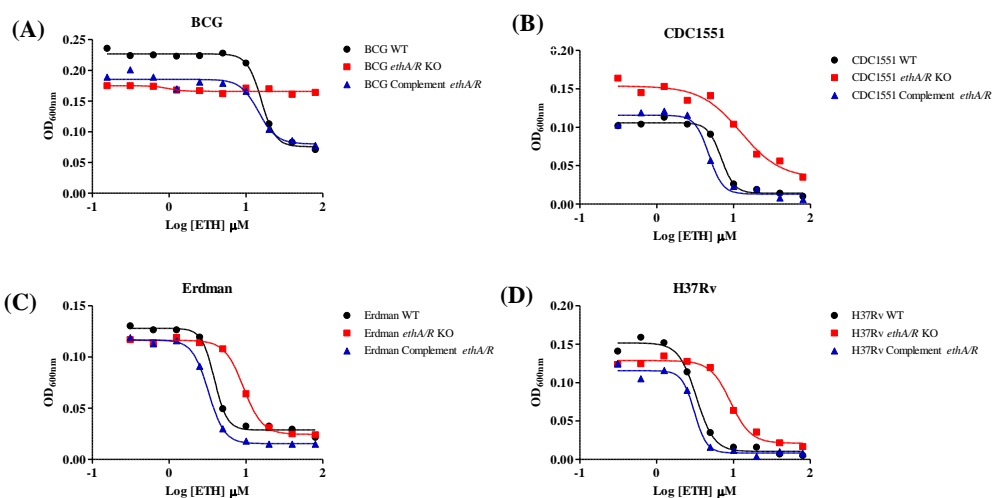 (A)
BCG
OD600nm
0.25
0.20
0.15
0.10
0.05
0.00
-1
0
1
2
Log [ETH] µM
BCG WT
BCG ethA/R KO
BCG Complement ethA/R
(B)
CDC1551
OD600nm
0.20
0.15
0.10
0.05
0.00
-1
0
1
2
Log [ETH] µM
CDC1551 WT
CDC1551 ethA/R KO
CDC1551 Complement ethA/R
(C)
Erdman
OD600nm
0.15
0.10
0.05
0.00
-1
0
1
2
Log [ETH] µM
Erdman WT
Erdman ethA/R KO
Erdman Complement ethA/R
(D)
H37Rv
OD600nm
0.20
0.15
0.10
0.05
0.00
-1
0
1
2
Log [ETH] µM
H37Rv WT
H37Rv ethA/R KO
H37Rv Complement ethA/R